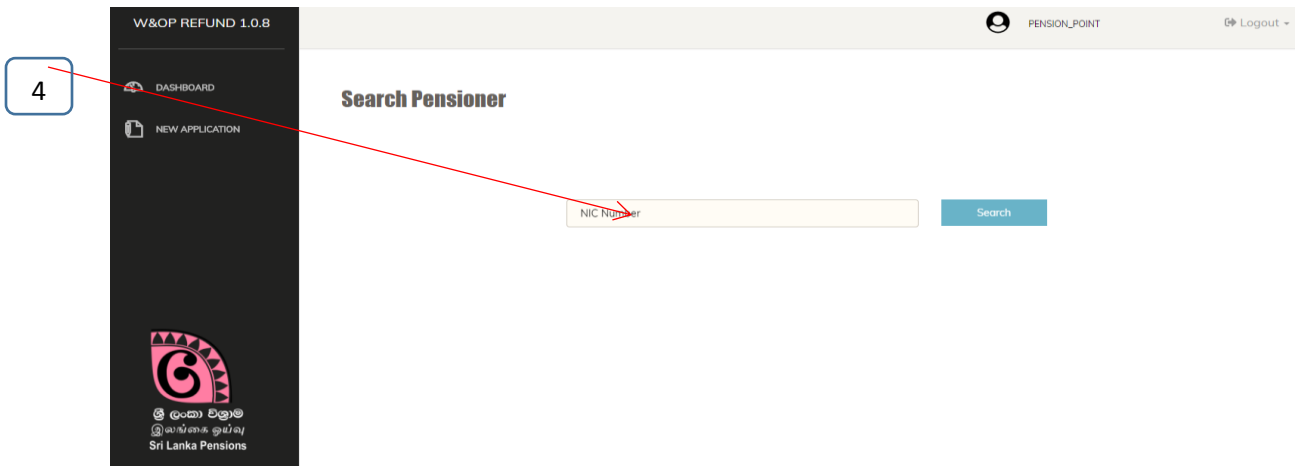 W&OP REFUND 1.0.8
PENSION_POINT
Logout
4
DASHBOARD
NEW APPLICATION
Search Pensioner
NIC Number
Search
ශ්‍රී ලංකා විශ්‍රාම
இலங்கை ஓய்வு
Sri Lanka Pensions